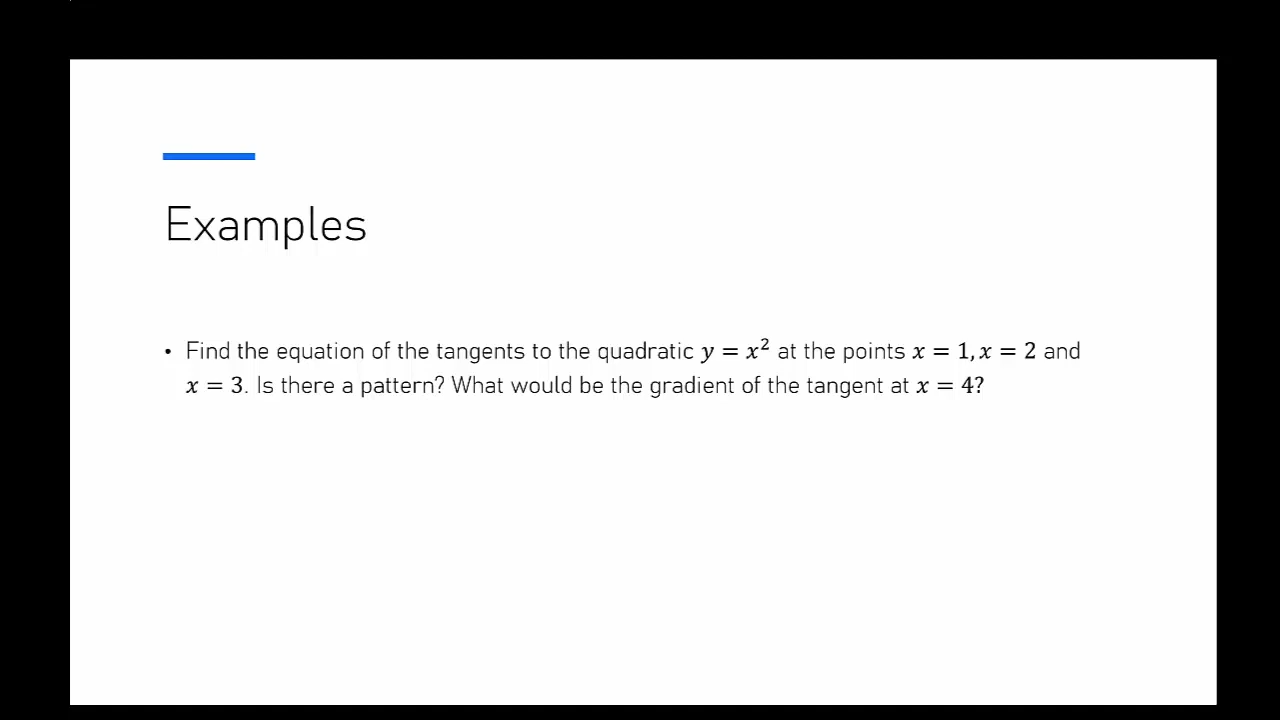 Examples
• Find the equation of the tangents to the quadratic y = x² at the points x = 1, x = 2 and
x = 3. Is there a pattern? What would be the gradient of the tangent at x = 4?